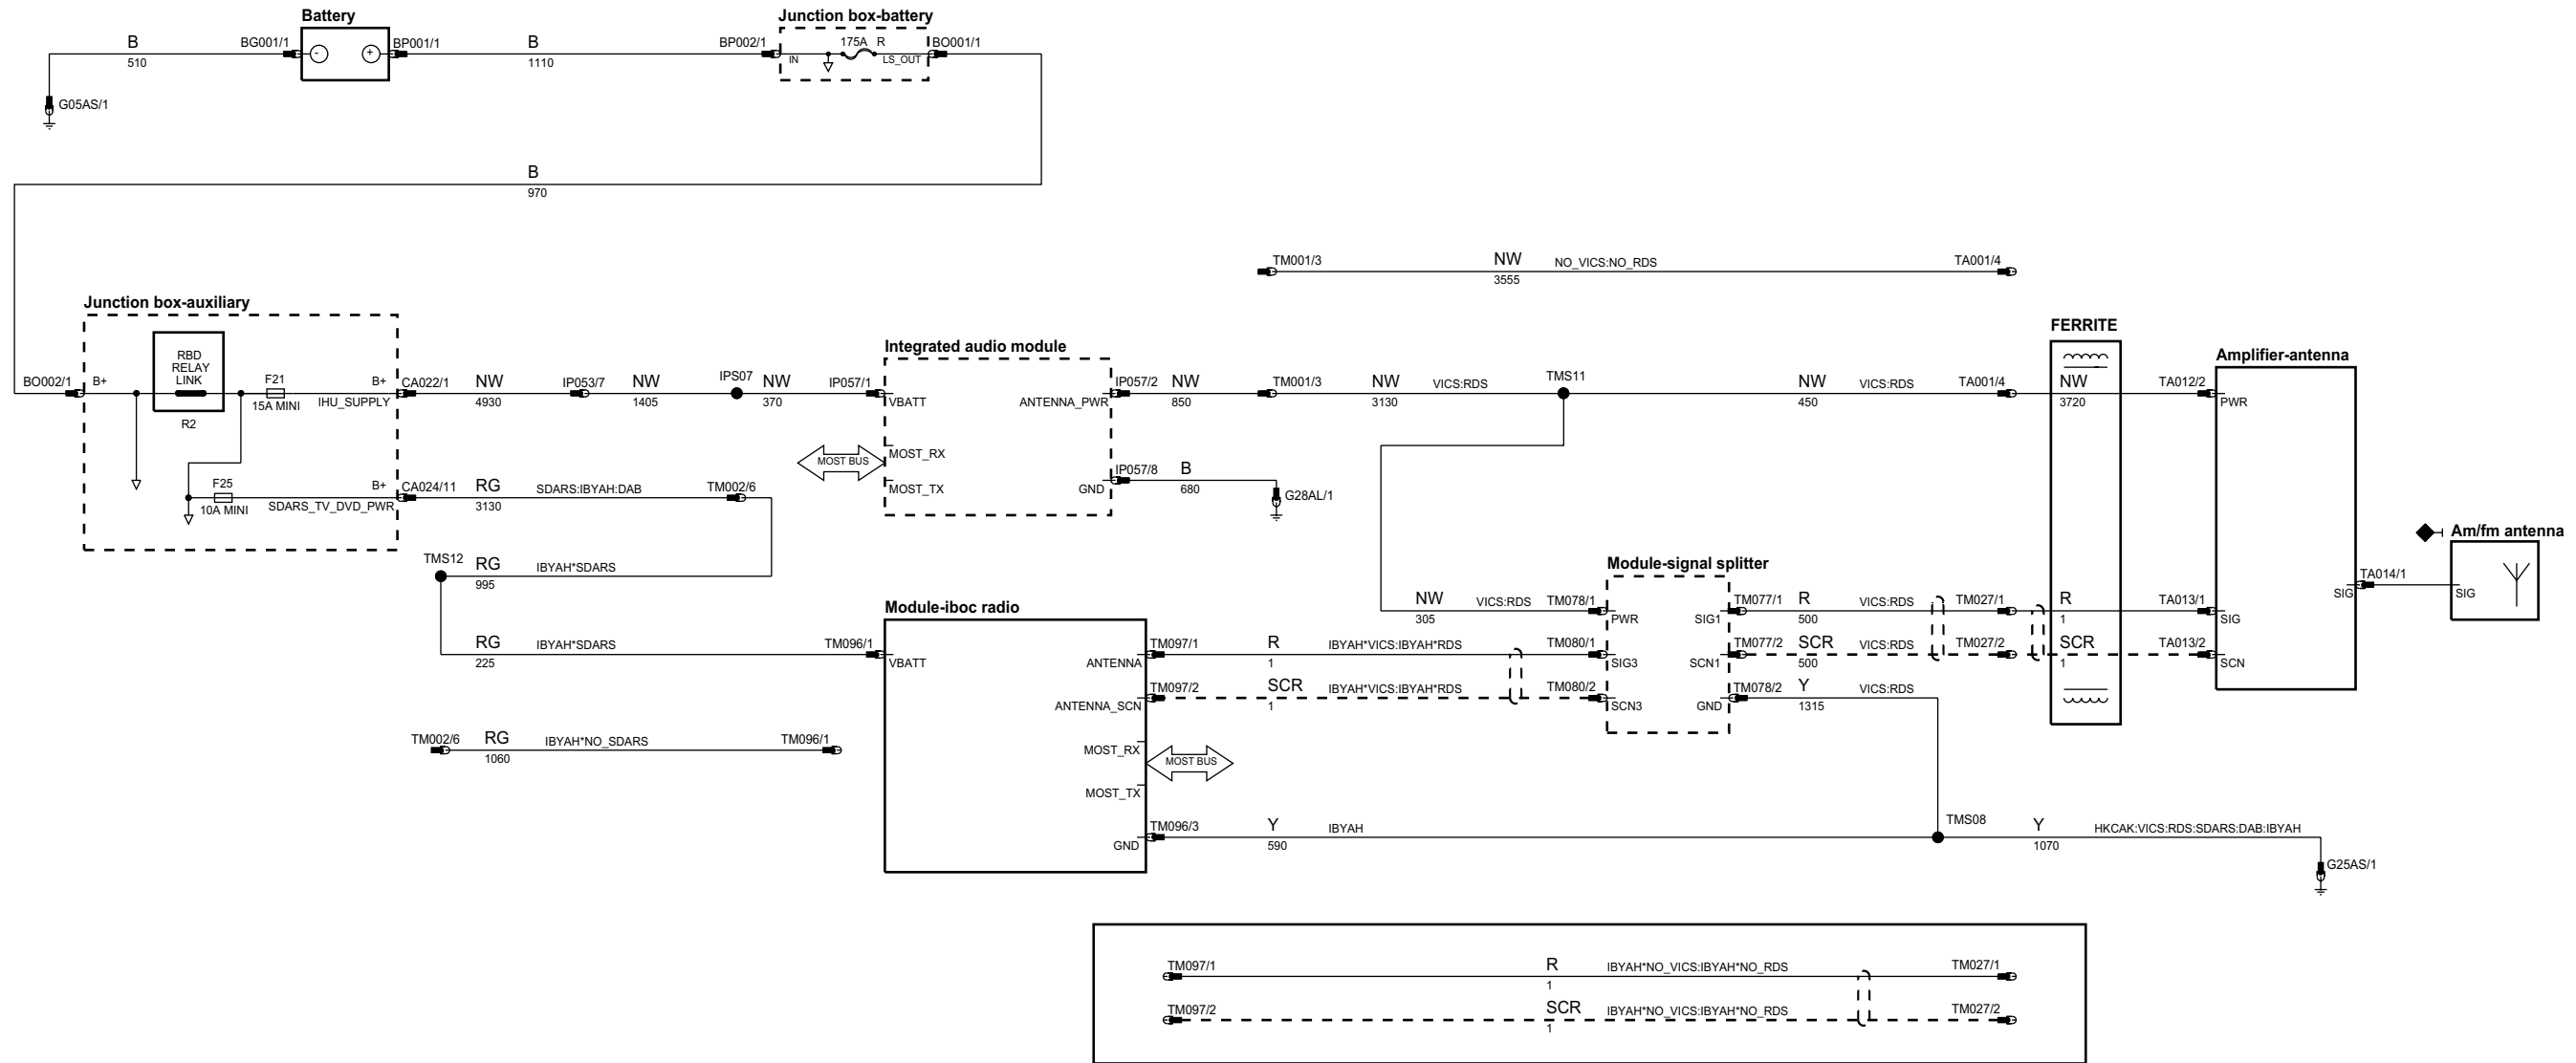 Battery
Junction box-battery
B
510
BG001/1
-
+
BP001/1
B
1110
BP002/1
IN
175A
R
LS_OUT
BO001/1
G05AS/1
B
970
TM001/3
NW
3555
NO_VICS:NO_RDS
TA001/4
Junction box-auxiliary
RBD
RELAY
LINK
R2
BO002/1
B+
F21
15A MINI
B+
IHU_SUPPLY
CA022/1
NW
4930
IP053/7
NW
1405
IPS07
NW
370
IP057/1
Integrated audio module
VBATT
ANTENNA_PWR
MOST_RX
MOST_TX
GND
MOST BUS
IP057/2
NW
850
TM001/3
NW
3130
VICS:RDS
TMS11
NW
450
VICS:RDS
TA001/4
FERRITE
NW
3720
TA012/2
Amplifier-antenna
PWR
IP057/8
B
680
G28AL/1
F25
10A MINI
B+
SDARS_TV_DVD_PWR
CA024/11
RG
3130
SDARS:IBYAH:DAB
TM002/6
TMS12
RG
995
IBYAH*SDARS
RG
225
IBYAH*SDARS
TM096/1
Module-iboc radio
VBATT
ANTENNA
ANTENNA_SCN
MOST_RX
MOST_TX
GND
MOST BUS
TM097/1
R
1
IBYAH*VICS:IBYAH*RDS
TM080/1
TM097/2
SCR
1
IBYAH*VICS:IBYAH*RDS
TM080/2
NW
305
VICS:RDS
TM078/1
Module-signal splitter
PWR
SIG3
SCN3
SIG1
SCN1
GND
TM077/1
R
500
VICS:RDS
TM027/1
R
1
TA013/1
SIG
TM077/2
SCR
500
VICS:RDS
TM027/2
SCR
1
TA013/2
SCN
TM078/2
Y
1315
VICS:RDS
SIG
TA014/1
Am/fm antenna
SIG
TM002/6
RG
1060
IBYAH*NO_SDARS
TM096/1
TM096/3
Y
590
IBYAH
TMS08
Y
1070
HKCAK:VICS:RDS:SDARS:DAB:IBYAH
G25AS/1
TM097/1
R
1
IBYAH*NO_VICS:IBYAH*NO_RDS
TM027/1
TM097/2
SCR
1
IBYAH*NO_VICS:IBYAH*NO_RDS
TM027/2